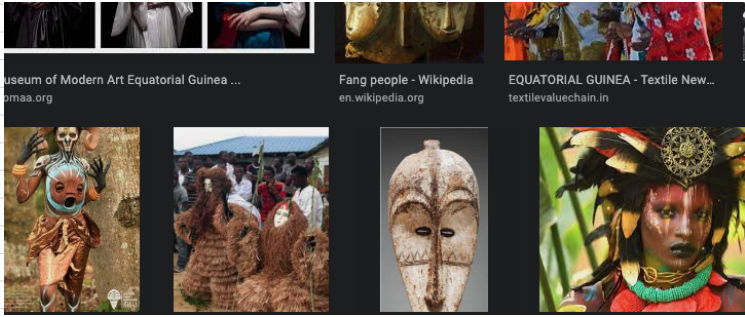 useum of Modern Art Equatorial Guinea ...
omaa.org
Fang people - Wikipedia
en.wikipedia.org
EQUATORIAL GUINEA - Textile New...
textilevaluechain.in